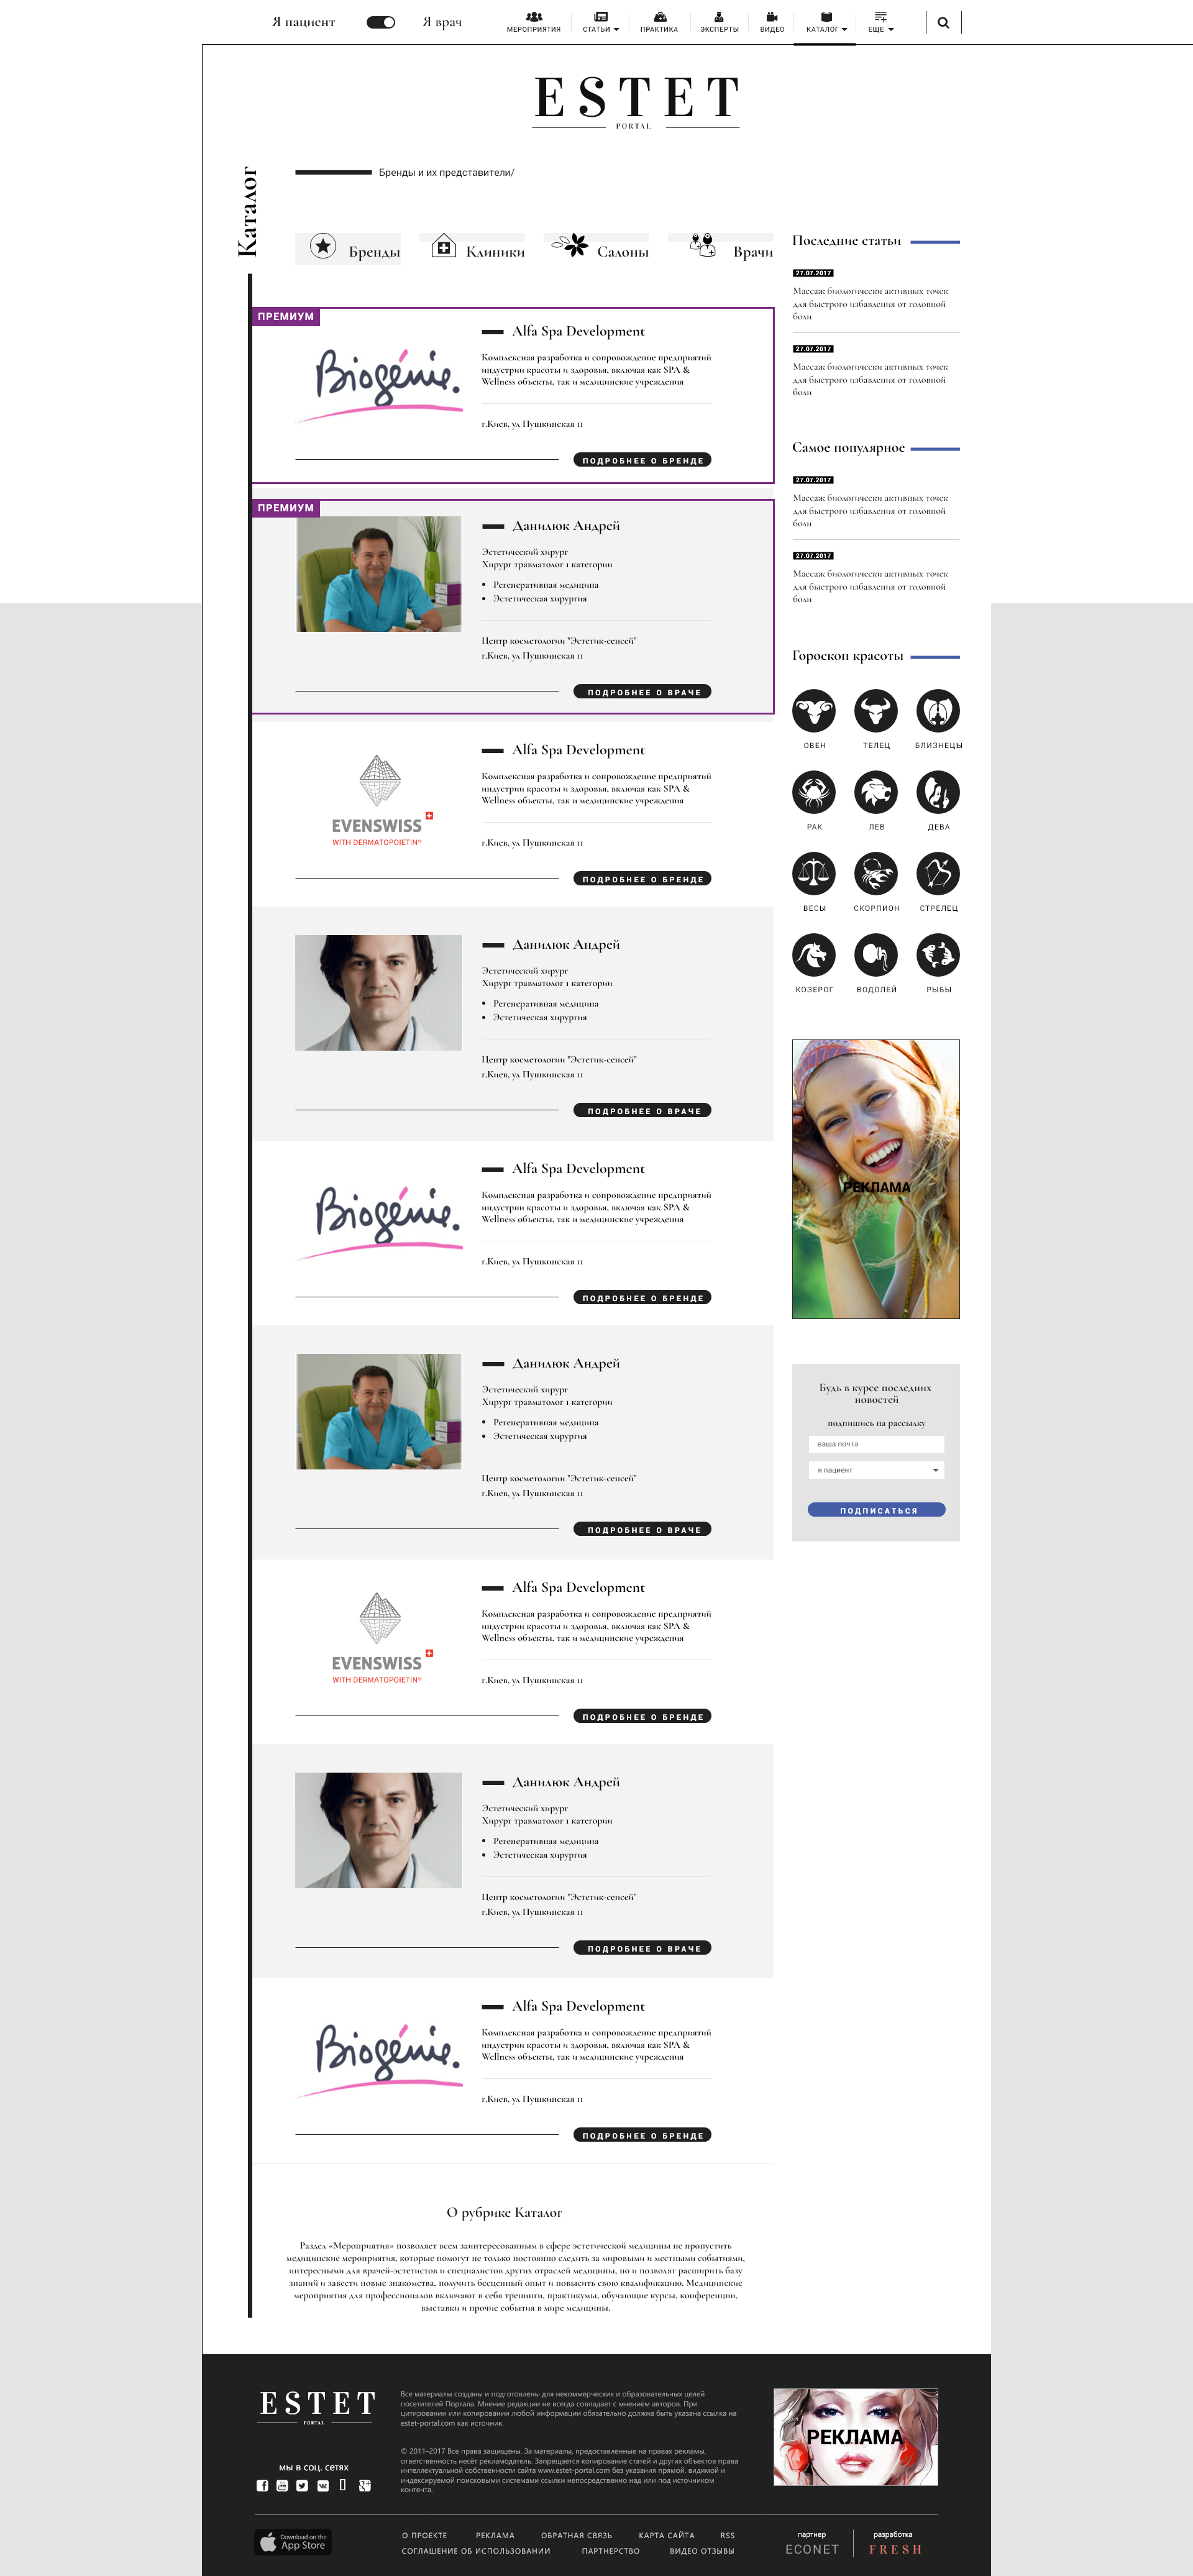 Я пациент
Я врач
МЕРОПРИЯТИЯ
СТАТЬИ
ПРАКТИКА
ЭКСПЕРТЫ
ВИДЕО
КАТАЛОГ
ЕЩЕ
ESTET
PORTAL
Каталог
Бренды и их представители/
Бренды
Клиники
Салоны
Врачи
ПРЕМИУМ
Biogénie.
Alfa Spa Development
Комплексная разработка и сопровождение предприятий
индустрии красоты и здоровья, включая как SPA &
Wellness объекты, так и медицинские учреждения
г.Киев, ул Пушкинская 11
ПОДРОБНЕЕ О БРЕНДЕ
ПРЕМИУМ
Данилюк Андрей
Эстетический хирург
Хирург травматолог 1 категории
• Регенеративная медицина
• Эстетическая хирургия
Центр косметологии "Эстетик-сенсей"
г.Киев, ул Пушкинская 11
ПОДРОБНЕЕ О ВРАЧЕ
EVENSWISS
WITH DERMATOPOIETIN®
Alfa Spa Development
Комплексная разработка и сопровождение предприятий
индустрии красоты и здоровья, включая как SPA &
Wellness объекты, так и медицинские учреждения
г.Киев, ул Пушкинская 11
ПОДРОБНЕЕ О БРЕНДЕ
Данилюк Андрей
Эстетический хирург
Хирург травматолог 1 категории
• Регенеративная медицина
• Эстетическая хирургия
Центр косметологии "Эстетик-сенсей"
г.Киев, ул Пушкинская 11
ПОДРОБНЕЕ О ВРАЧЕ
Biogénie.
Alfa Spa Development
Комплексная разработка и сопровождение предприятий
индустрии красоты и здоровья, включая как SPA &
Wellness объекты, так и медицинские учреждения
г.Киев, ул Пушкинская 11
ПОДРОБНЕЕ О БРЕНДЕ
Данилюк Андрей
Эстетический хирург
Хирург травматолог 1 категории
• Регенеративная медицина
• Эстетическая хирургия
Центр косметологии "Эстетик-сенсей"
г.Киев, ул Пушкинская 11
ПОДРОБНЕЕ О ВРАЧЕ
EVENSWISS
WITH DERMATOPOIETIN®
Alfa Spa Development
Комплексная разработка и сопровождение предприятий
индустрии красоты и здоровья, включая как SPA &
Wellness объекты, так и медицинские учреждения
г.Киев, ул Пушкинская 11
ПОДРОБНЕЕ О БРЕНДЕ
Данилюк Андрей
Эстетический хирург
Хирург травматолог 1 категории
• Регенеративная медицина
• Эстетическая хирургия
Центр косметологии "Эстетик-сенсей"
г.Киев, ул Пушкинская 11
ПОДРОБНЕЕ О ВРАЧЕ
Biogénie.
Alfa Spa Development
Комплексная разработка и сопровождение предприятий
индустрии красоты и здоровья, включая как SPA &
Wellness объекты, так и медицинские учреждения
г.Киев, ул Пушкинская 11
ПОДРОБНЕЕ О БРЕНДЕ
О рубрике Каталог
Раздел «Мероприятия» позволяет всем заинтересованным в сфере эстетической медицины не пропустить
медицинские мероприятия, которые помогут не только постоянно следить за мировыми и местными событиями,
интересными для врачей-эстетистов и специалистов других отраслей медицины, но и позволят расширить базу
знаний и завести новые знакомства, получить бесценный опыт и повысить свою квалификацию. Медицинские
мероприятия для профессионалов включают в себя тренинги, практикумы, обучающие курсы, конференции,
выставки и прочие события в мире медицины.
Последние статьи
27.07.2017
Массаж биологически активных точек
для быстрого избавления от головной
боли
27.07.2017
Массаж биологически активных точек
для быстрого избавления от головной
боли
Самое популярное
27.07.2017
Массаж биологически активных точек
для быстрого избавления от головной
боли
27.07.2017
Массаж биологически активных точек
для быстрого избавления от головной
боли
Гороскоп красоты
ОВЕН
ТЕЛЕЦ
БЛИЗНЕЦЫ
РАК
ЛЕВ
ДЕВА
ВЕСЫ
СКОРПИОН
СТРЕЛЕЦ
КОЗЕРОГ
ВОДОЛЕЙ
РЫБЫ
РЕКЛАМА
Будь в курсе последних
новостей
подпишись на рассылку
ваша почта
я пациент
ПОДПИСАТЬСЯ
ESTET
PORTAL
мы в соц. сетях
Все материалы созданы и подготовлены для некоммерческих и образовательных целей
посетителей Портала. Мнение редакции не всегда совпадает с мнением авторов. При
цитировании или копировании любой информации обязательно должна быть указана ссылка на
estet-portal.com как источник.
© 2011–2017 Все права защищены. За материалы, предоставленные на правах рекламы,
ответственность несёт рекламодатель. Запрещается копирование статей и других объектов права
интеллектуальной собственности сайта www.estet-portal.com без указания прямой, видимой и
индексируемой поисковыми системами ссылки непосредственно над или под источником
контента.
РЕКЛАМА
Download on the
App Store
О ПРОЕКТЕ
РЕКЛАМА
ОБРАТНАЯ СВЯЗЬ
КАРТА САЙТА
RSS
СОГЛАШЕНИЕ ОБ ИСПОЛЬЗОВАНИИ
ПАРТНЕРСТВО
ВИДЕО ОТЗЫВЫ
партнер
ECONET
разработка
FRESH